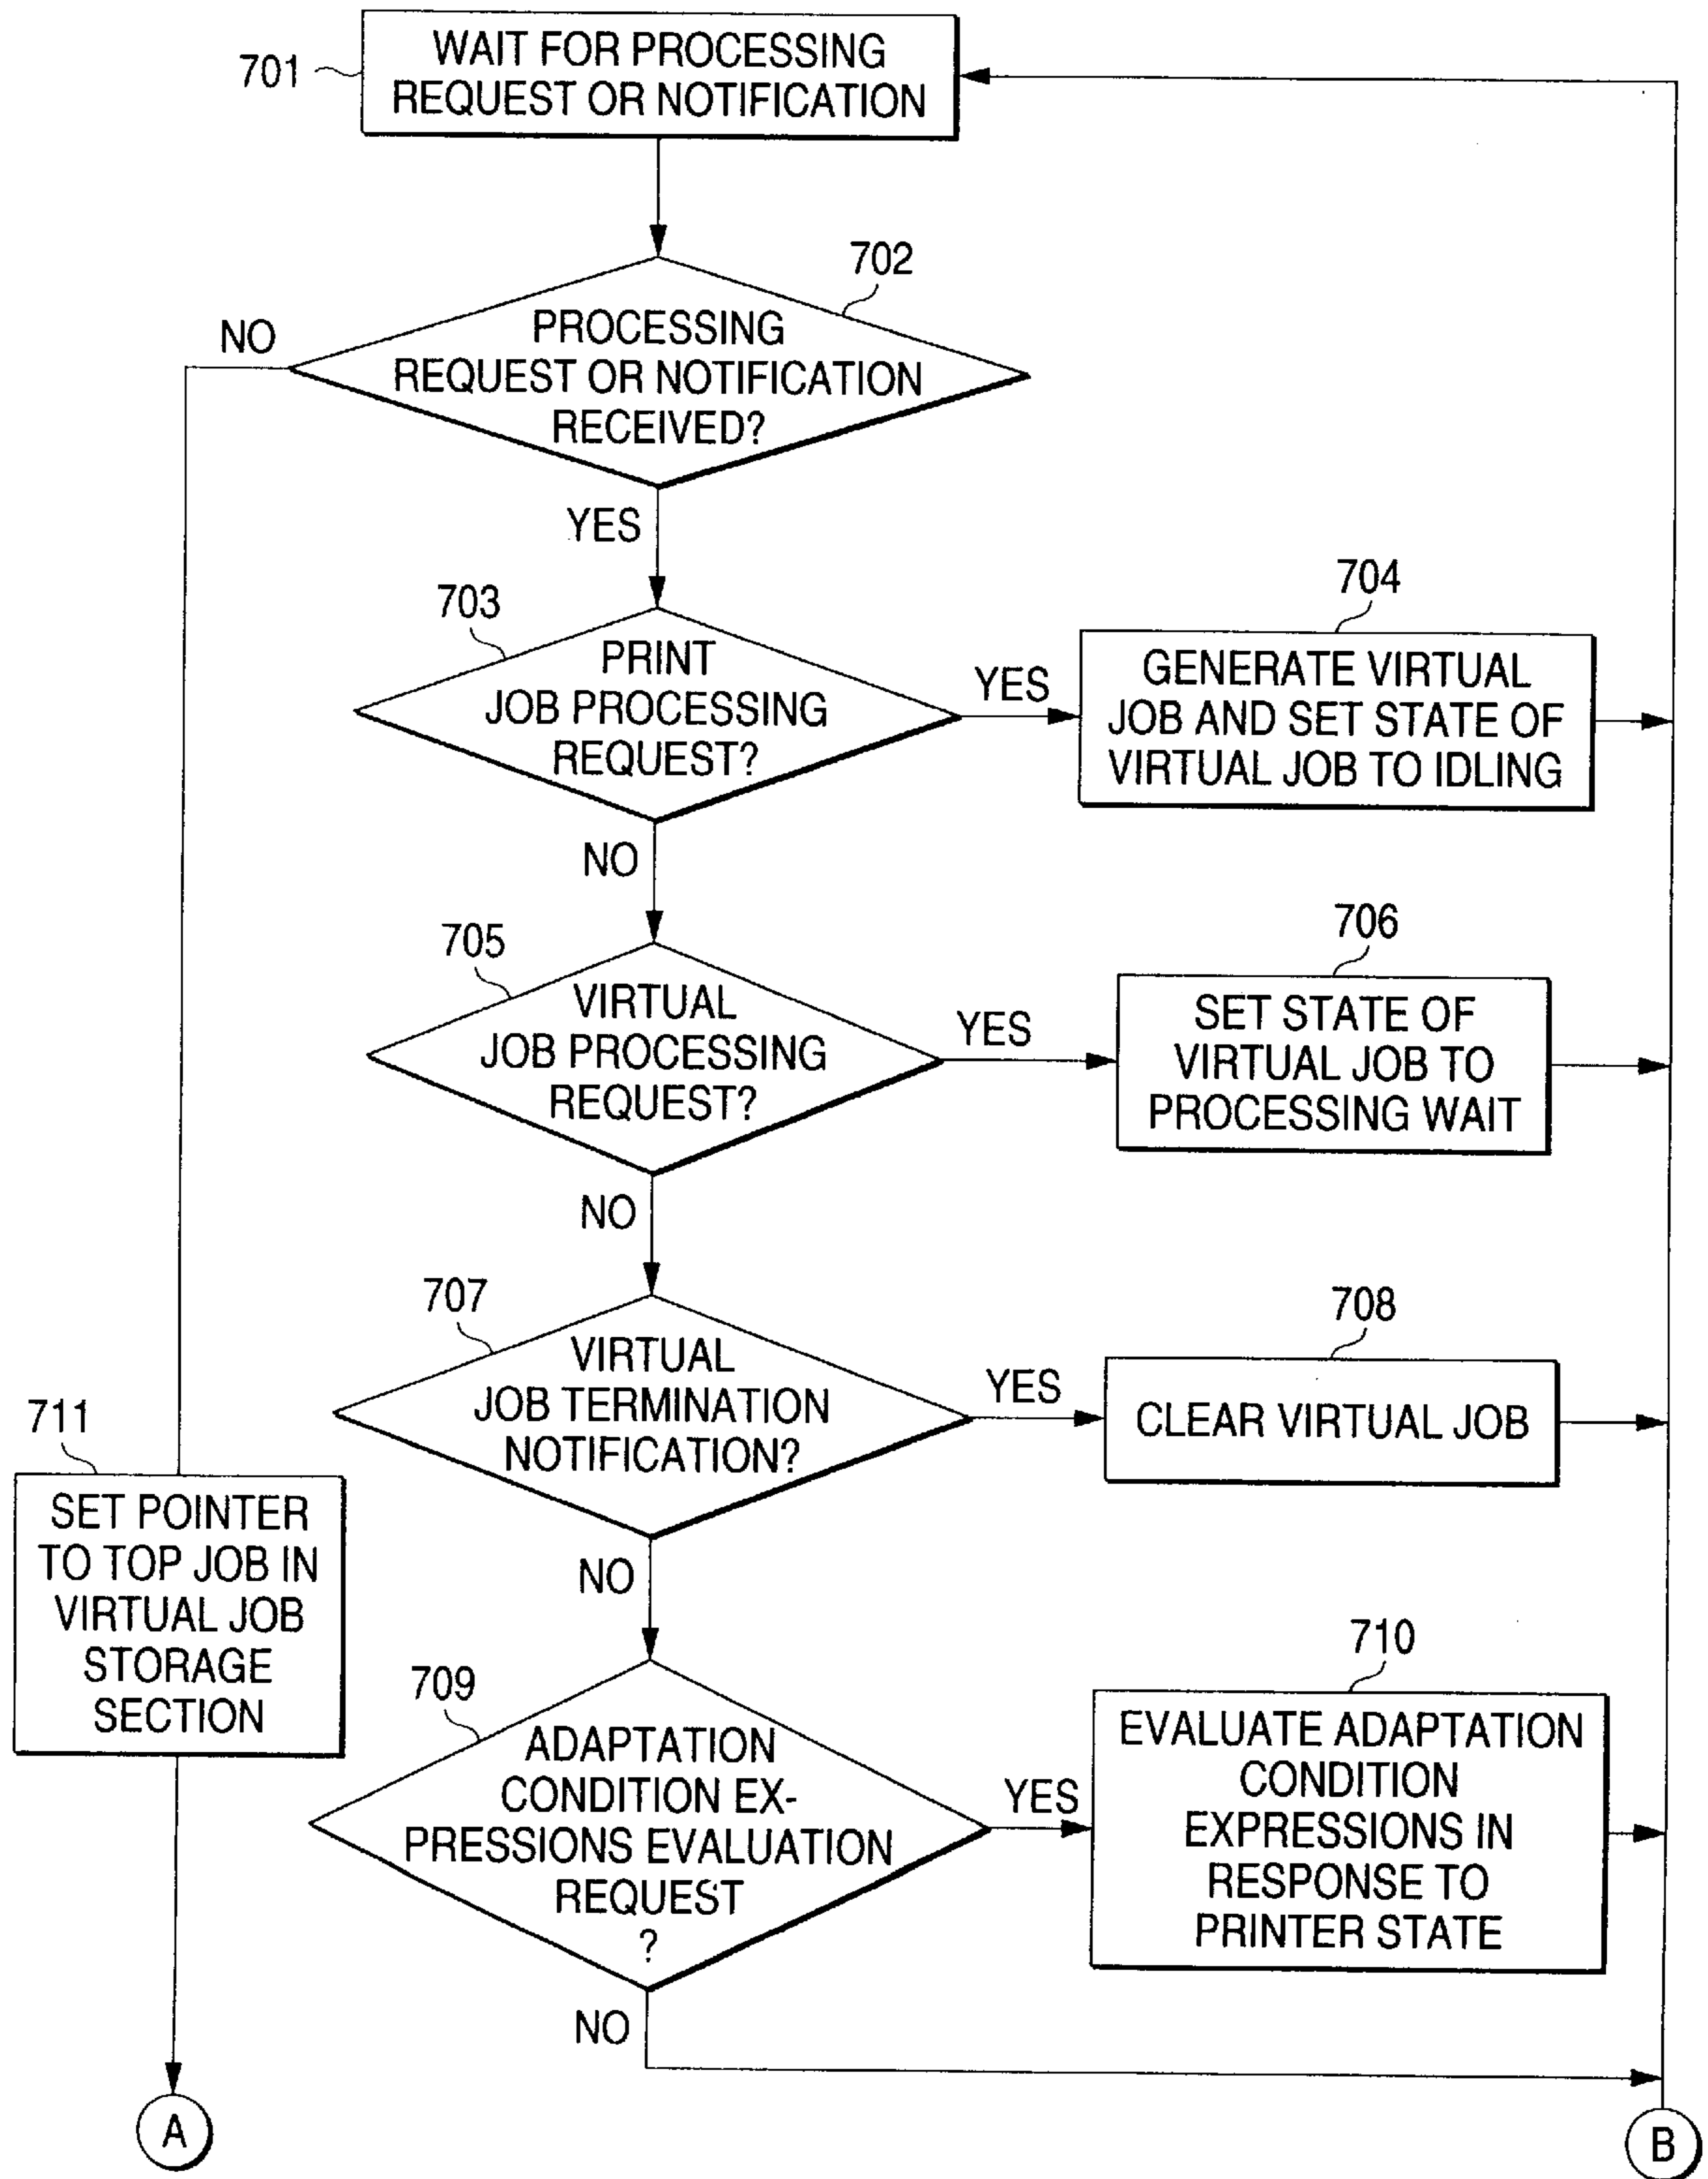 WAIT FOR PROCESSING
REQUEST OR NOTIFICATION
701
702
PROCESSING
REQUEST OR NOTIFICATION
RECEIVED?
NO
YES
703
PRINT
JOB PROCESSING
REQUEST?
YES
704
GENERATE VIRTUAL
JOB AND SET STATE OF
VIRTUAL JOB TO IDLING
NO
705
VIRTUAL
JOB PROCESSING
REQUEST?
YES
706
SET STATE OF
VIRTUAL JOB TO
PROCESSING WAIT
NO
707
VIRTUAL
JOB TERMINATION
NOTIFICATION?
YES
708
CLEAR VIRTUAL JOB
NO
711
SET POINTER
TO TOP JOB IN
VIRTUAL JOB
STORAGE
SECTION
709
ADAPTATION
CONDITION EX-
PRESSIONS EVALUATION
REQUEST
?
YES
710
EVALUATE ADAPTATION
CONDITION
EXPRESSIONS IN
RESPONSE TO
PRINTER STATE
NO
A
B